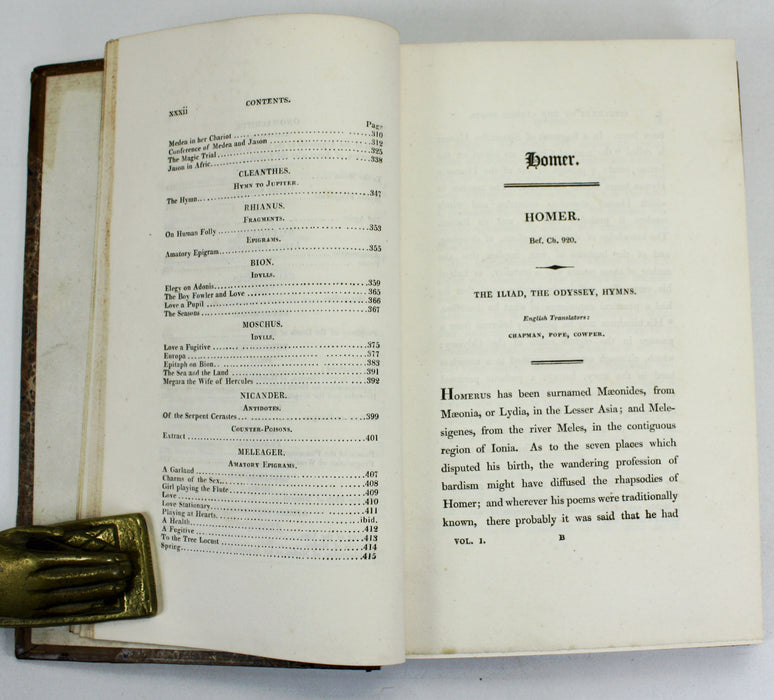 xxxii CONTENTS.
Page
Medea in her Chariot ............ 310
Conference of Medea and Jason ............ 312
The Magic Trial ............ 325
Jason in Afric ............ 338
CLEANTHES.
HYMN TO JUPITER.
The Hymn ............ 347
RHIANUS.
FRAGMENTS.
On Human Folly ............ 353
EPIGRAMS.
Amatory Epigram ............ 355
BION.
IDYLLS.
Elegy on Adonis ............ 359
The Boy Fowler and Love ............ 365
Love a Pupil ............ 366
The Seasons ............ 367
MOSCHUS.
IDYLLS.
Love a Fugitive ............ 375
Europa ............ 377
Epitaph on Bion ............ 383
The Sea and the Land ............ 391
Megara the Wife of Hercules ............ 392
NICANDER.
ANTIDOTES.
Of the Serpent Cerastes ............ 399
COUNTER-POISONS.
Extract ............ 401
MELEAGER.
AMATORY EPIGRAMS.
A Garland ............ 407
Charms of the Sex ............ 408
Girl playing the Flute ............ 409
Love ............ 410
Love Stationary ............ 411
Playing at Hearts ............ ibid.
A Health ............ 412
A Fugitive ............ 413
To the Tree Locust ............ 414
Spring ............ 415
Homer.
HOMER.
Bef. Ch. 920.
THE ILIAD, THE ODYSSEY, HYMNS.
English Translators:
CHAPMAN, POPE, COWPER.
HOMERUS has been surnamed Mæonides, from
Mæonia, or Lydia, in the Lesser Asia; and Mele-
sigenes, from the river Meles, in the contiguous
region of Ionia. As to the seven places which
disputed his birth, the wandering profession of
bardism might have diffused the rhapsodies of
Homer; and wherever his poems were traditionally
known, there probably it was said that he had
VOL. I. B